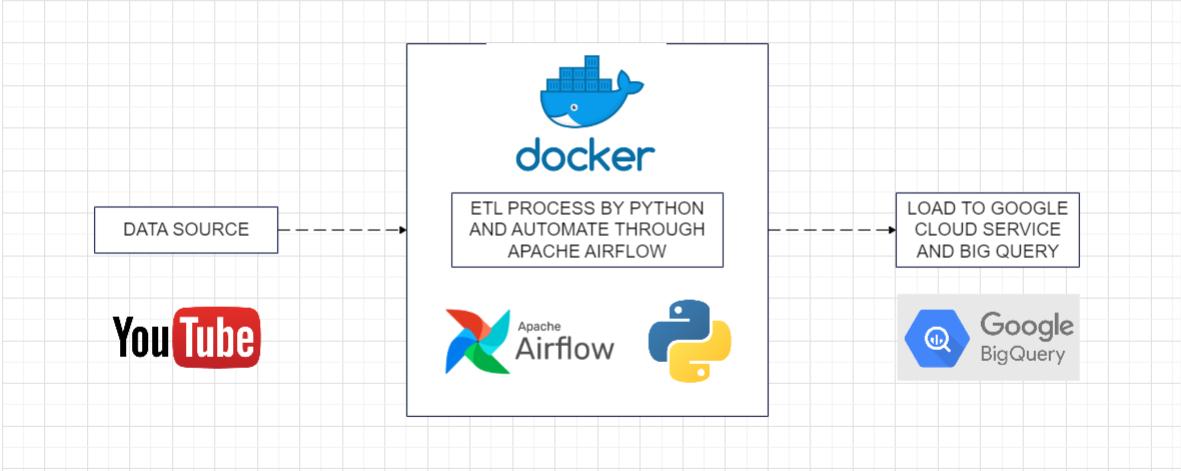 docker
DATA SOURCE
ETL PROCESS BY PYTHON
AND AUTOMATE THROUGH
APACHE AIRFLOW
LOAD TO GOOGLE
CLOUD SERVICE
AND BIG QUERY
YouTube
Apache
Airflow
Google
BigQuery